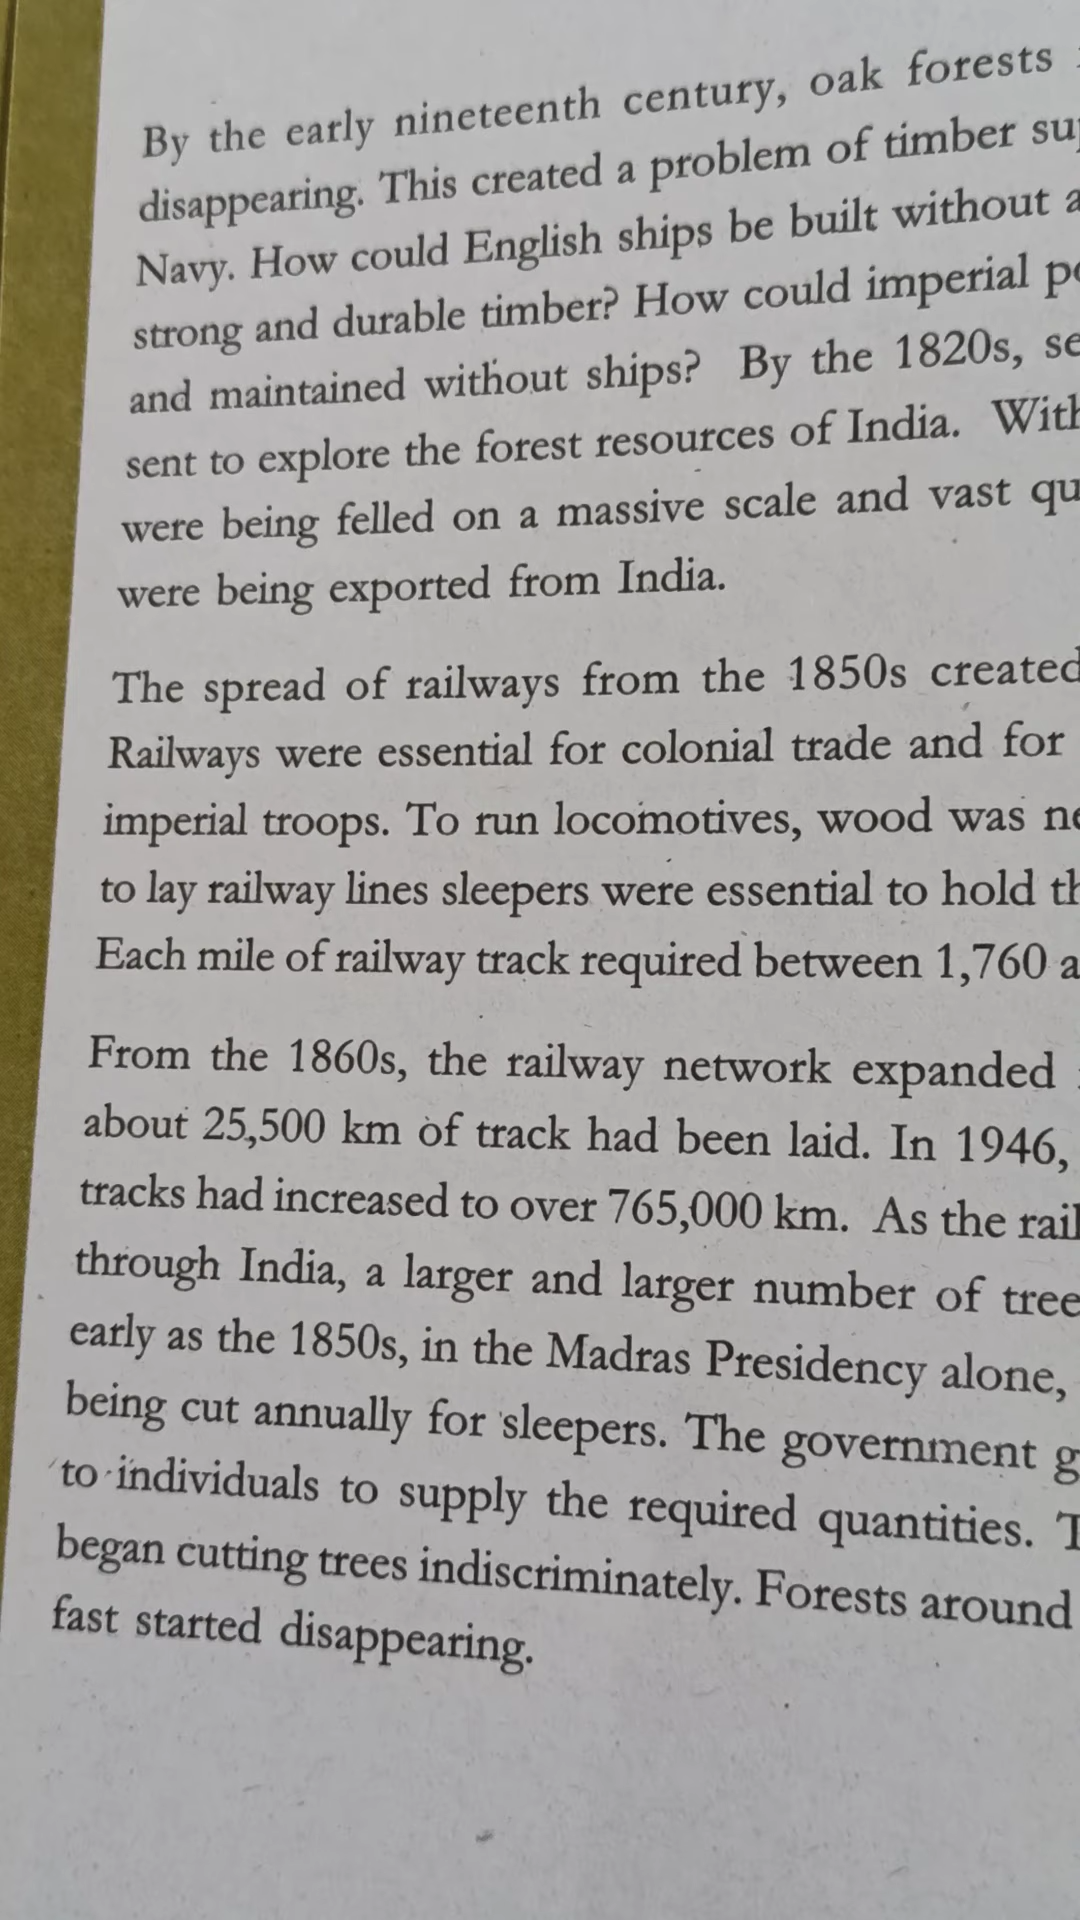 By the early nineteenth century, oak forests
disappearing. This created a problem of timber
Navy. How could English ships be built without
strong and durable timber? How could imperial
and maintained without ships? By the 1820s,
sent to explore the forest resources of India.
were being felled on a massive scale and vast
were being exported from India.
The spread of railways from the 1850s created
Railways were essential for colonial trade and for
imperial troops. To run locomotives, wood was
to lay railway lines sleepers were essential to hold
Each mile of railway track required between 1,760
From the 1860s, the railway network expanded
about 25,500 km of track had been laid. In 1946,
tracks had increased to over 765,000 km. As the
through India, a larger and larger number of
early as the 1850s, in the Madras Presidency alone,
being cut annually for sleepers. The government
to individuals to supply the required quantities.
began cutting trees indiscriminately. Forests around
fast started disappearing.